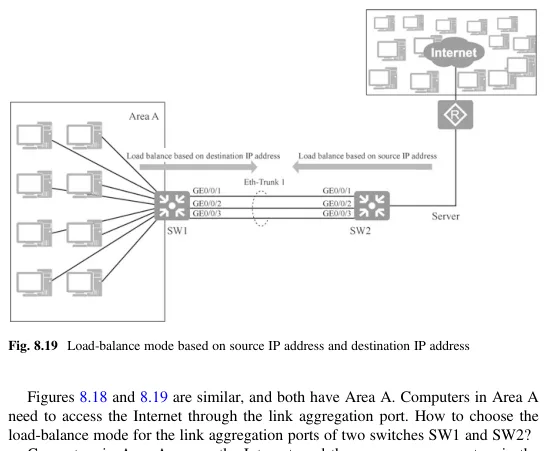 Internet
R
Area A
Load balance based on destination IP address
Load balance based on source IP address
Eth-Trunk 1
GE0/0/1
GE0/0/1
GE0/0/2
GE0/0/2
GE0/0/3
GE0/0/3
Server
SW1
SW2
Fig. 8.19 Load-balance mode based on source IP address and destination IP address
Figures 8.18 and 8.19 are similar, and both have Area A. Computers in Area A
need to access the Internet through the link aggregation port. How to choose the
load-balance mode for the link aggregation ports of two switches SW1 and SW2?